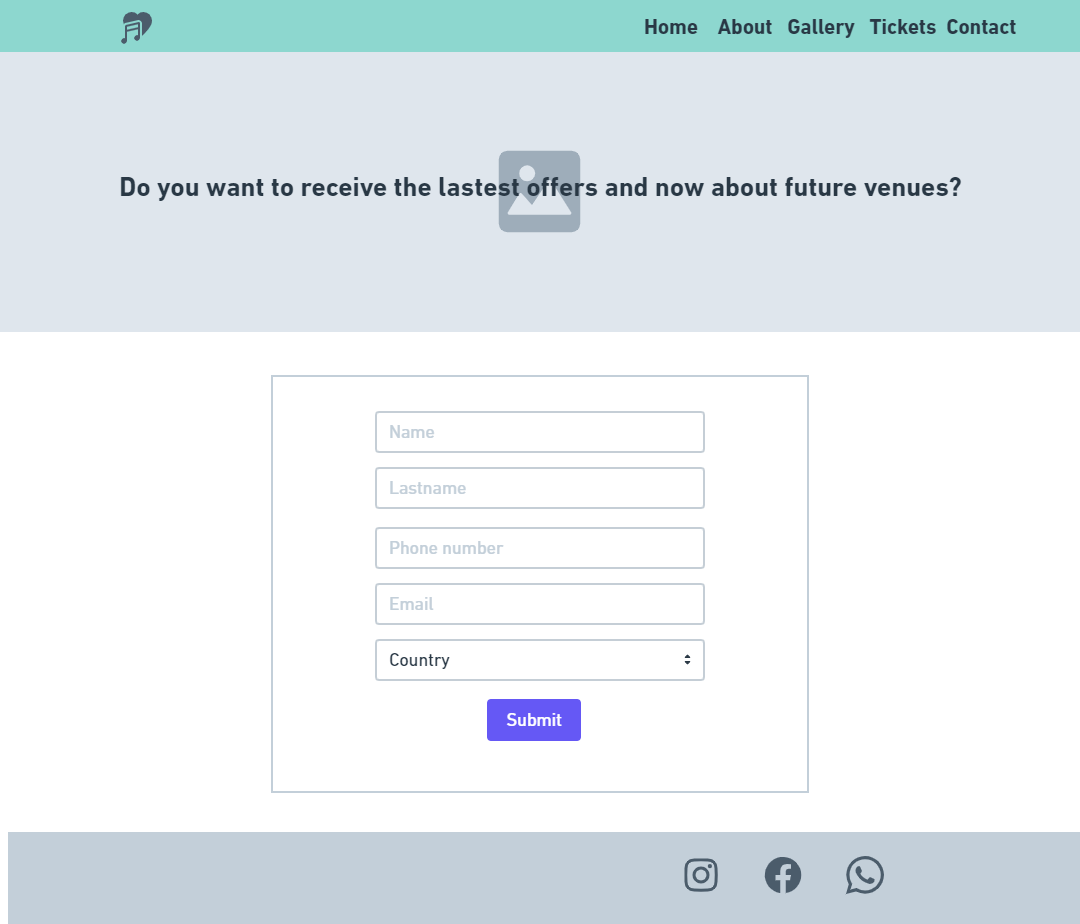 Home About Gallery Tickets Contact
Do you want to receive the lastest offers and now about future venues?
Name
Lastname
Phone number
Email
Country
Submit